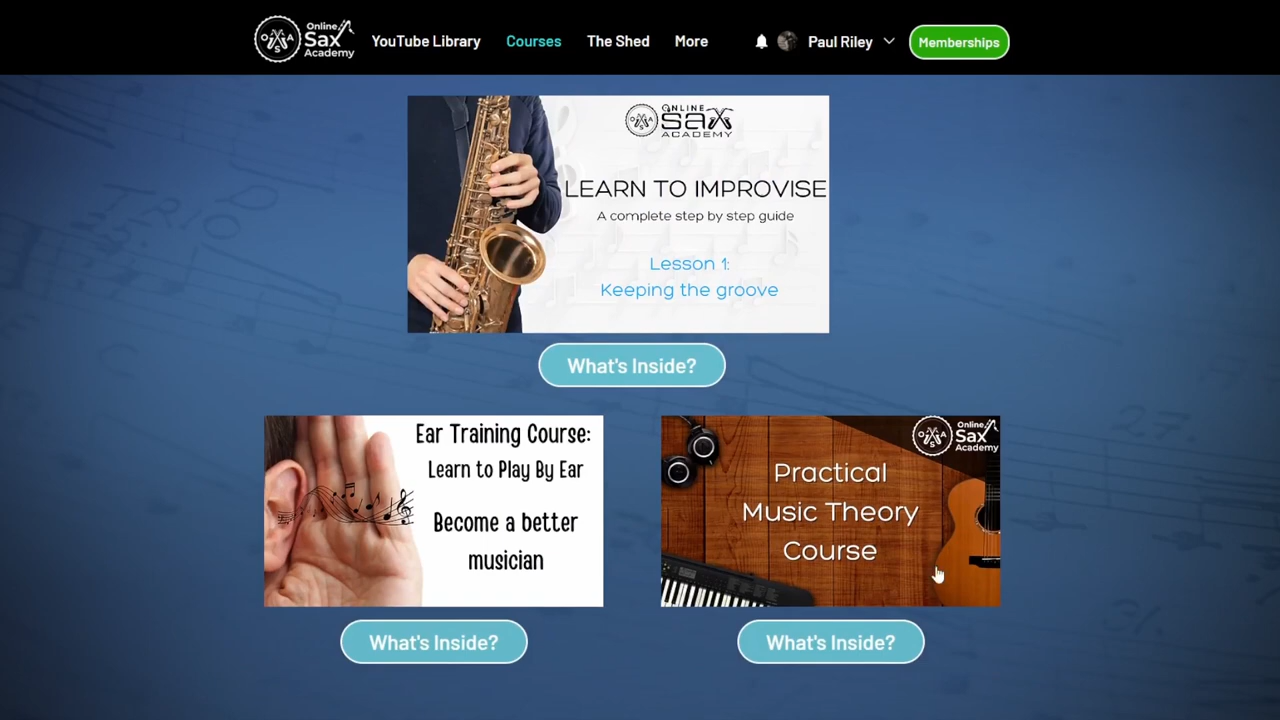 Online
Sax
Academy
YouTube Library
Courses
The Shed
More
Paul Riley
Memberships
ONLINE
sax
ACADEMY
LEARN TO IMPROVISE
A complete step by step guide
Lesson 1:
Keeping the groove
What's Inside?
Ear Training Course:
Learn to Play By Ear
Become a better
musician
Online
Sax
Academy
Practical
Music Theory
Course
What's Inside?
What's Inside?